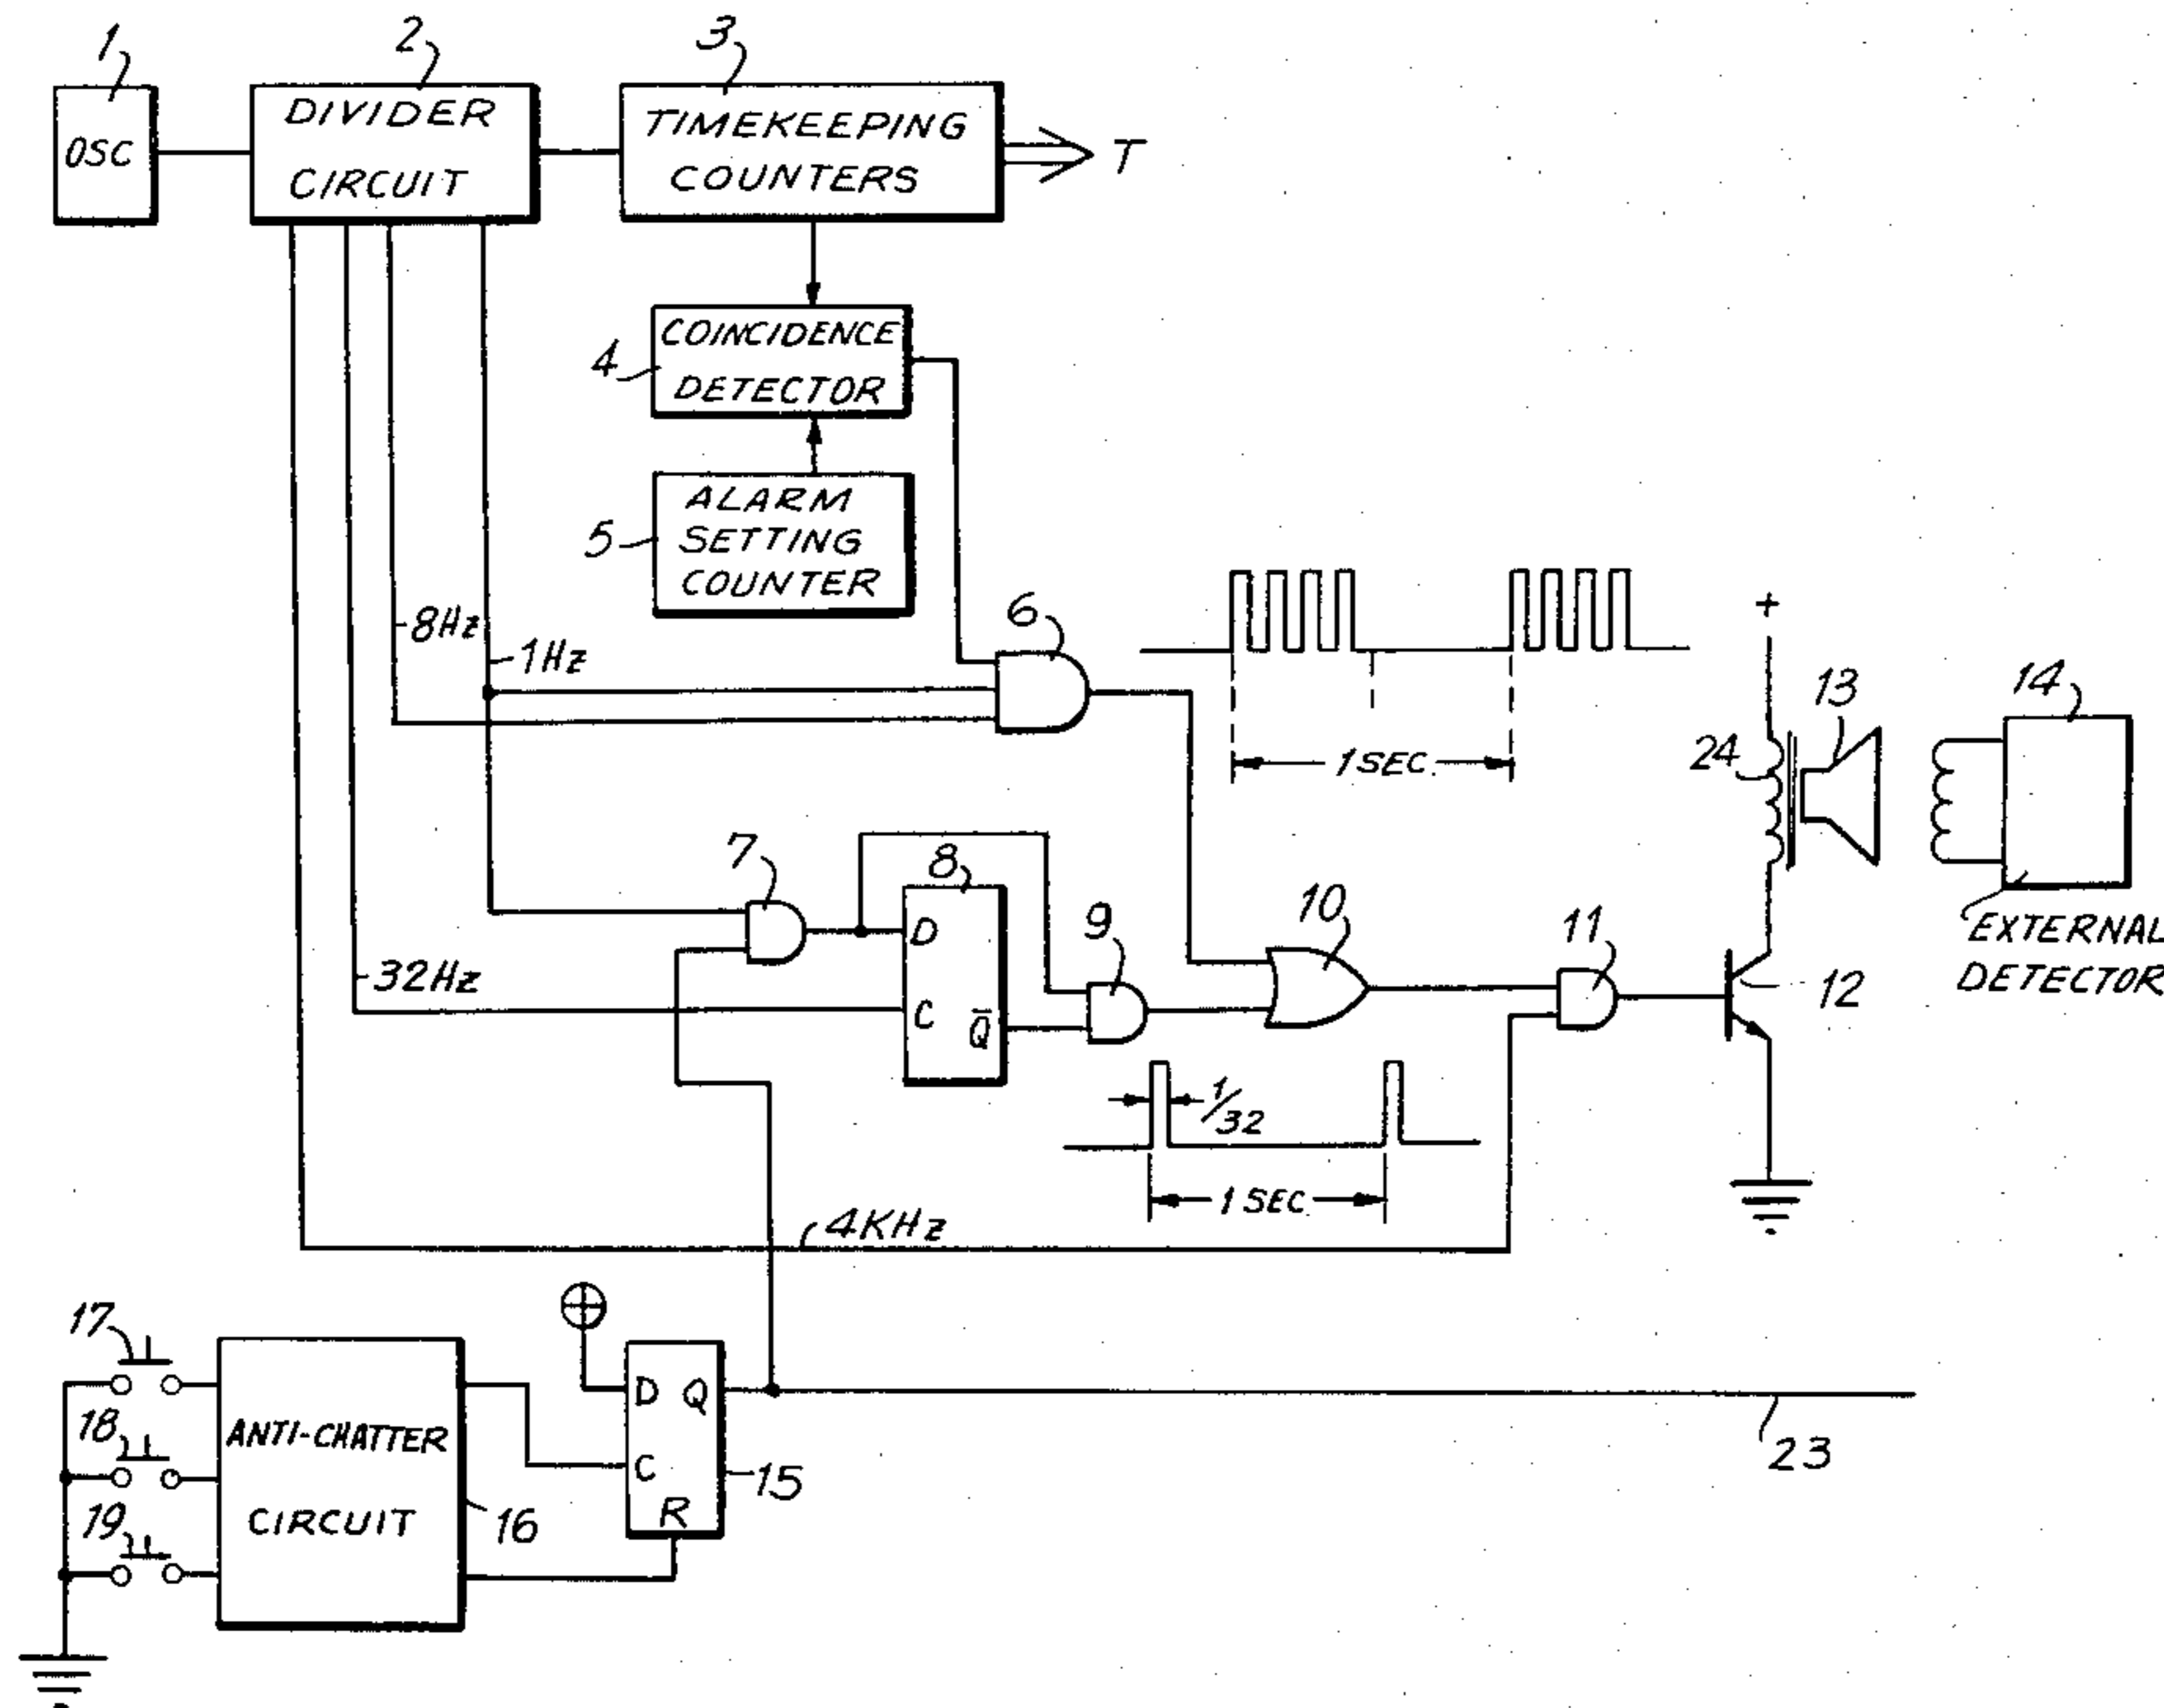 1
2
3
OSC
DIVIDER
CIRCUIT
TIMEKEEPING
COUNTERS
T
4
COINCIDENCE
DETECTOR
5
ALARM
SETTING
COUNTER
8Hz
1Hz
6
1 SEC.
24
13
14
EXTERNAL
DETECTOR
7
8
D
C
Q̅
9
10
11
12
32Hz
1/32
1 SEC
4KHz
17
18
19
ANTI-CHATTER
CIRCUIT
16
D
Q
C
R
15
23
+